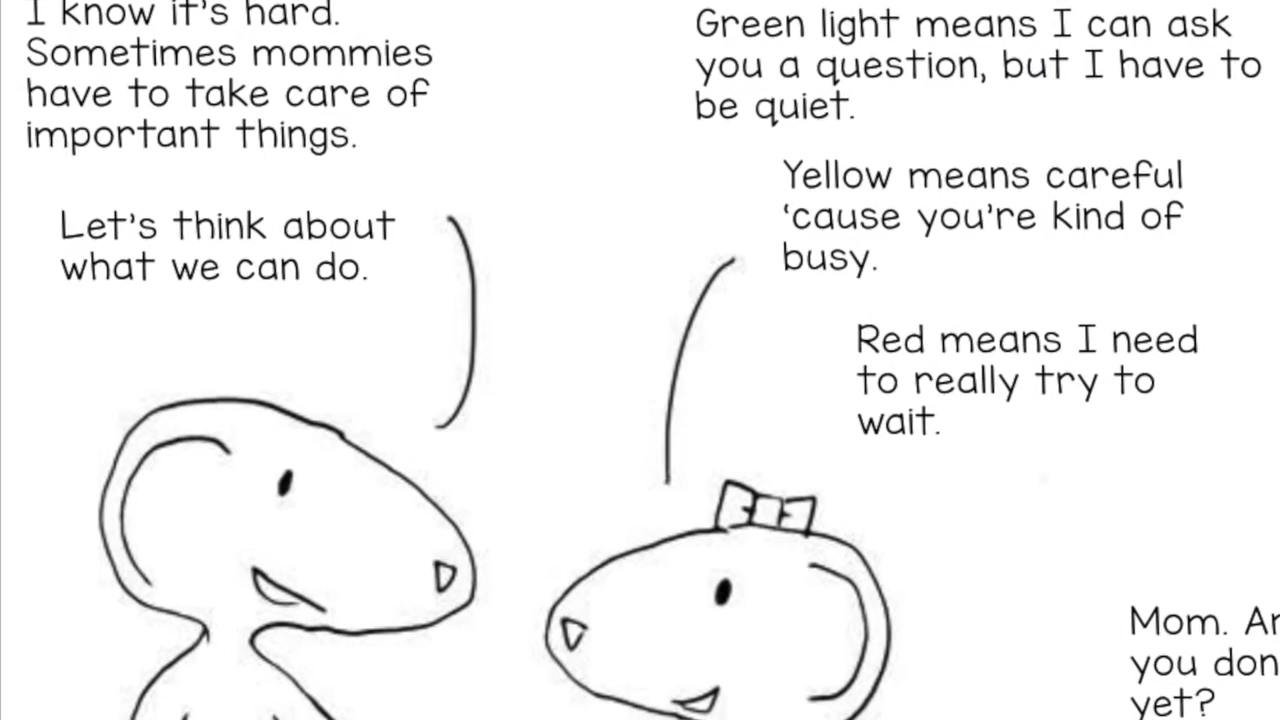 I know it's hard.
Sometimes mommies
have to take care of
important things.
Let's think about
what we can do.
Green light means I can ask
you a question, but I have to
be quiet.
Yellow means careful
‘cause you're kind of
busy.
Red means I need
to really try to
wait.
Mom.
you
yet?